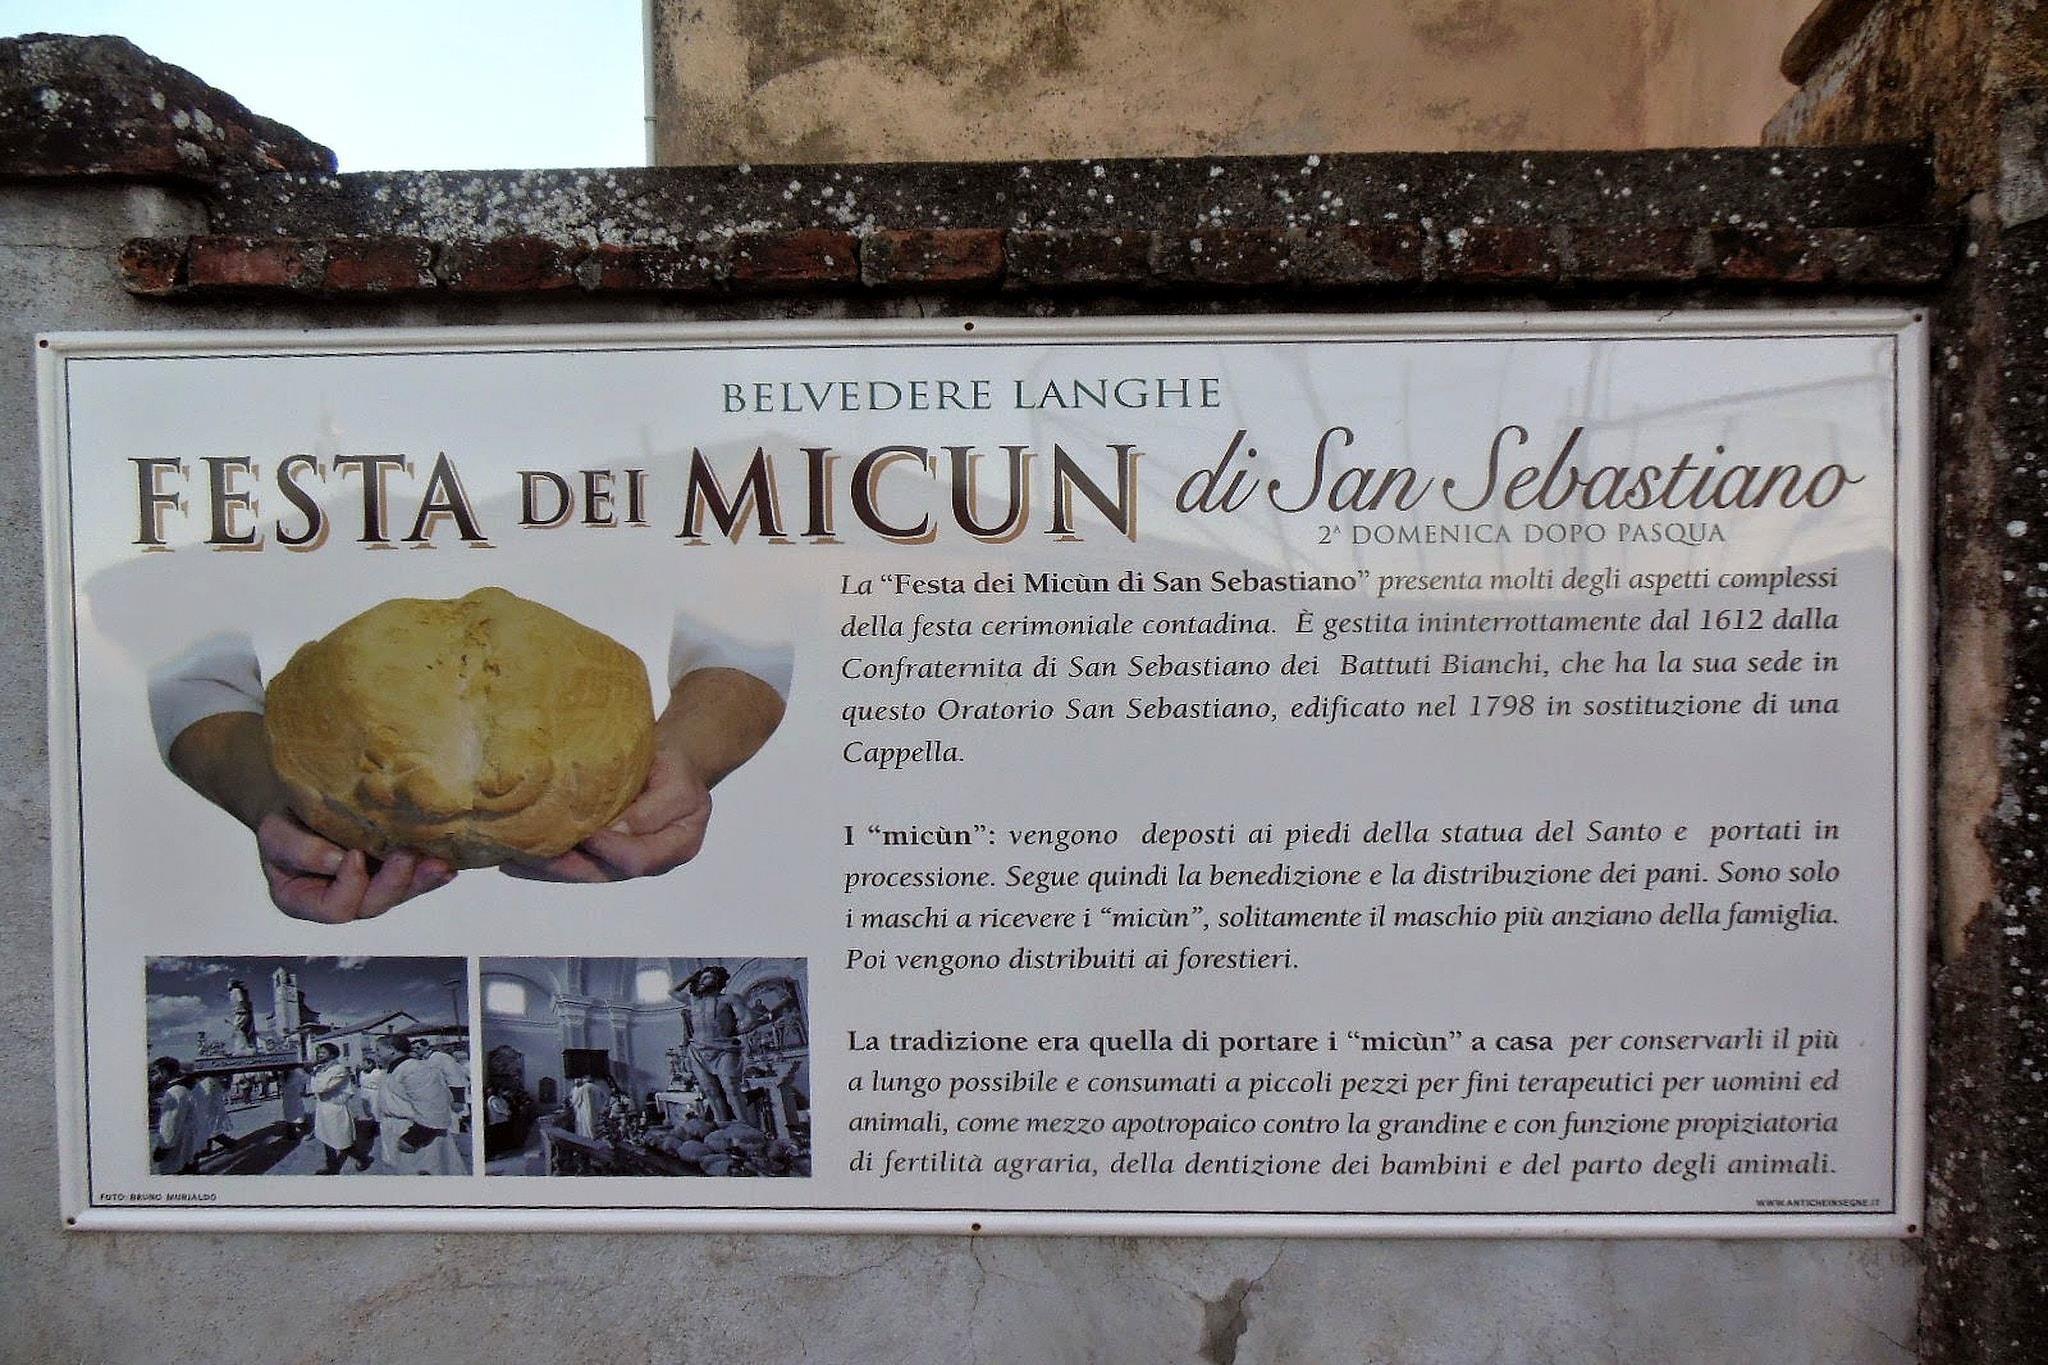 BELVEDERE LANGHE
FESTA DEI MICUN di San Sebastiano
2ª DOMENICA DOPO PASQUA
La “Festa dei Micùn di San Sebastiano” presenta molti degli aspetti complessi
della festa cerimoniale contadina. È gestita ininterrottamente dal 1612 dalla
Confraternita di San Sebastiano dei Battuti Bianchi, che ha la sua sede in
questo Oratorio San Sebastiano, edificato nel 1798 in sostituzione di una
Cappella.
I “micùn”: vengono deposti ai piedi della statua del Santo e portati in
processione. Segue quindi la benedizione e la distribuzione dei pani. Sono solo
i maschi a ricevere i “micùn”, solitamente il maschio più anziano della famiglia.
Poi vengono distribuiti ai forestieri.
La tradizione era quella di portare i “micùn” a casa per conservarli il più
a lungo possibile e consumati a piccoli pezzi per fini terapeutici per uomini ed
animali, come mezzo apotropaico contro la grandine e con funzione propiziatoria
di fertilità agraria, della dentizione dei bambini e del parto degli animali.
FOTO: BRUNO MURIALDO
WWW.ANTICHEINSEGNE.IT